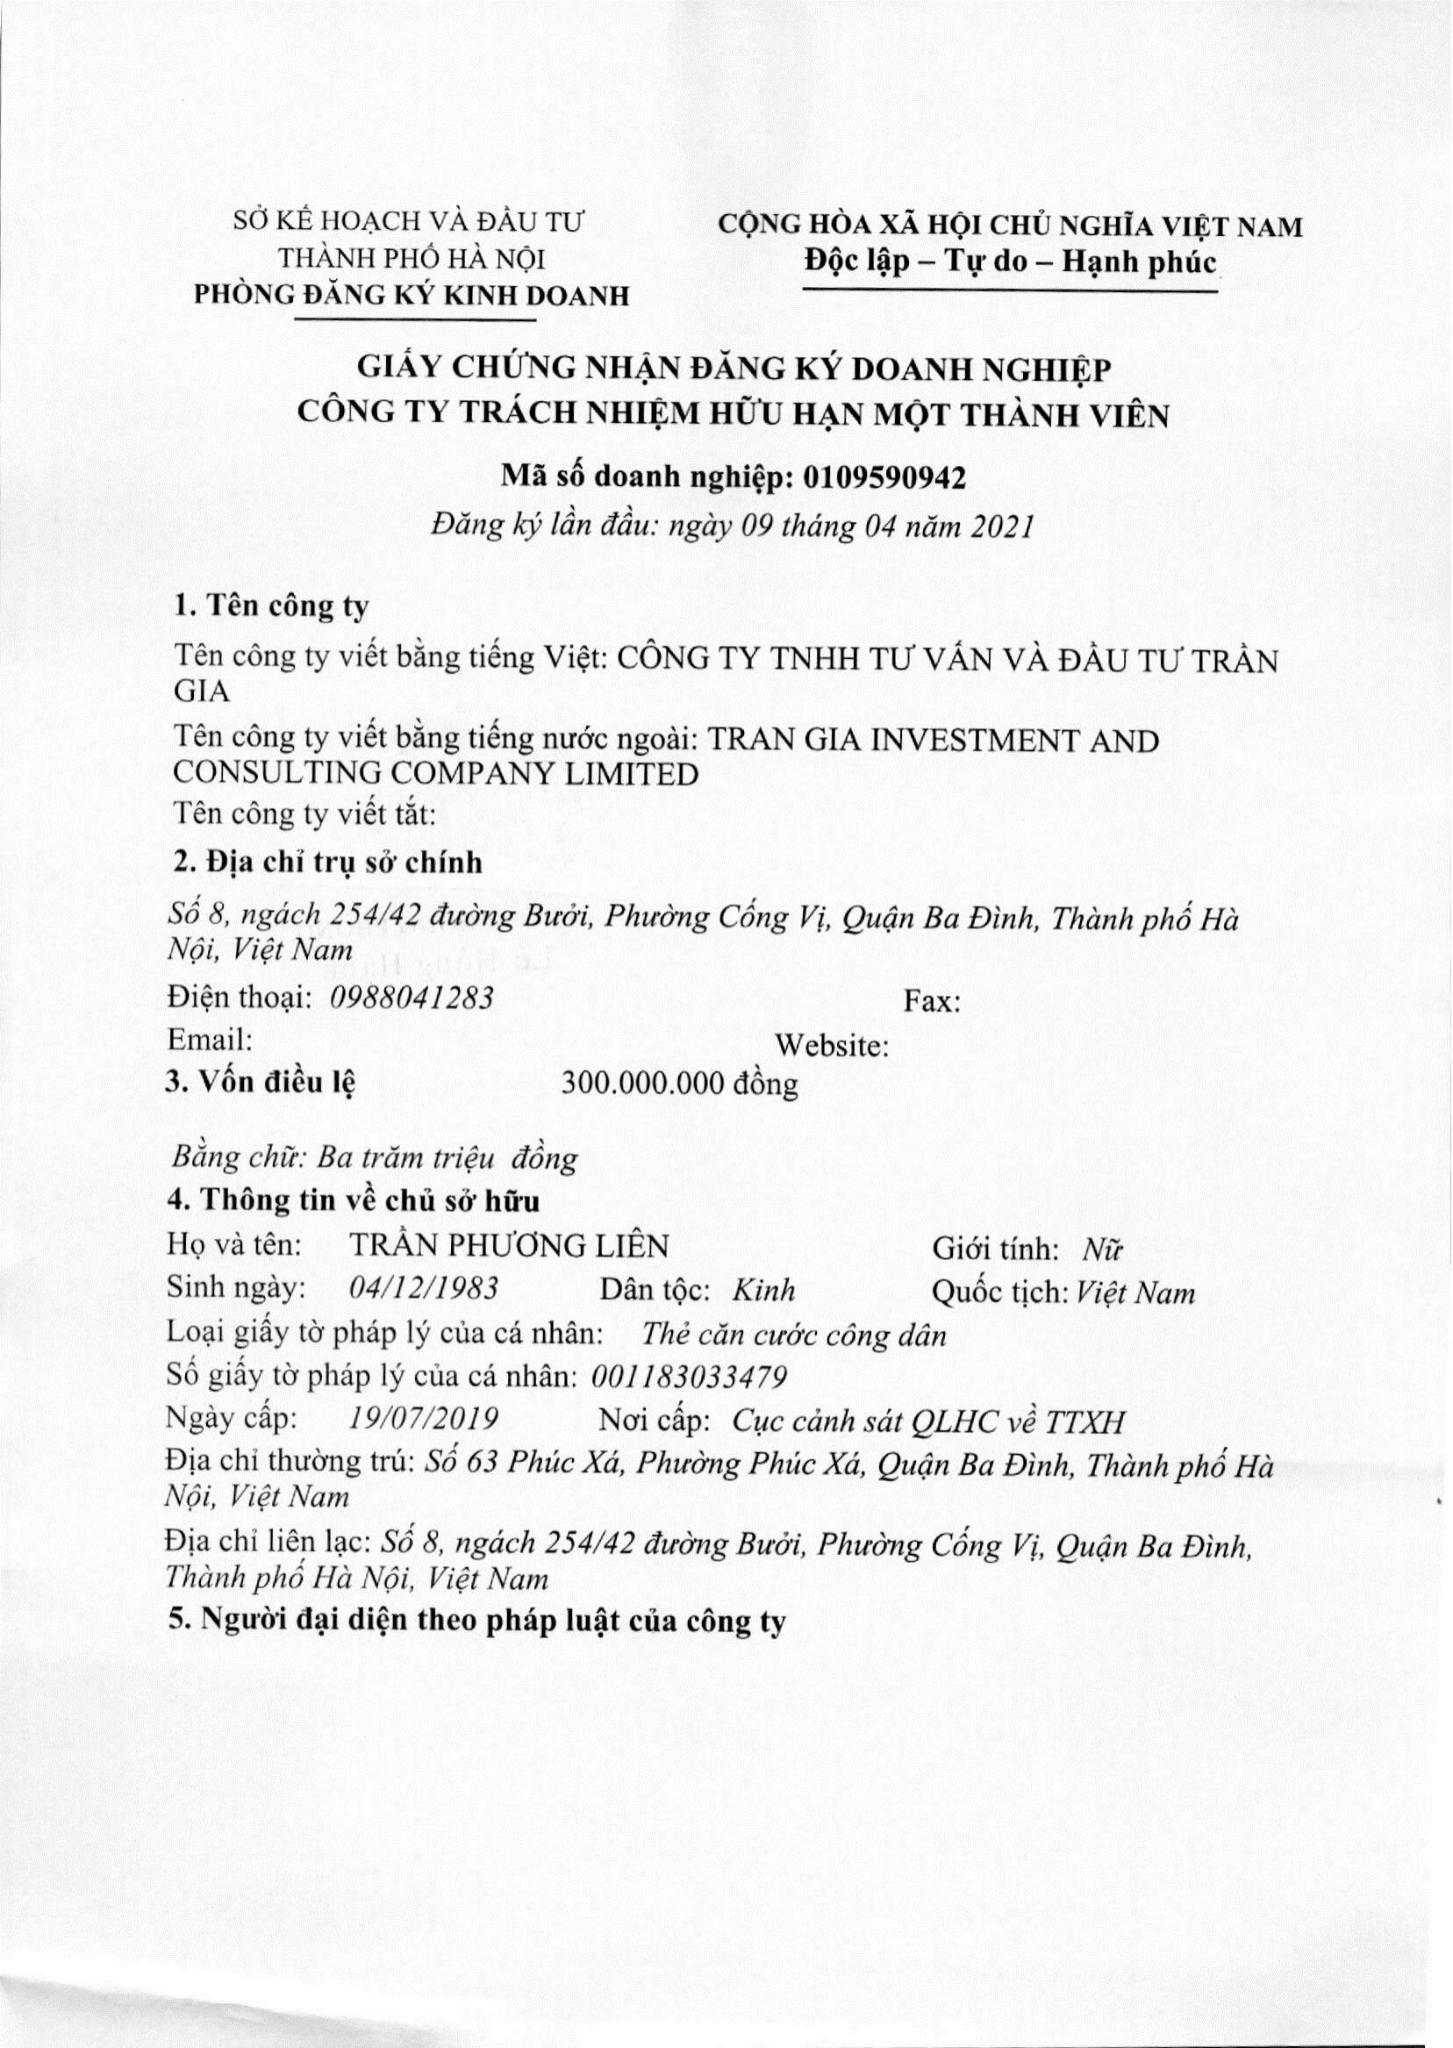 SỞ KẾ HOẠCH VÀ ĐẦU TƯ
THÀNH PHỐ HÀ NỘI
PHÒNG ĐĂNG KÝ KINH DOANH
CỘNG HÒA XÃ HỘI CHỦ NGHĨA VIỆT NAM
Độc lập – Tự do – Hạnh phúc
GIẤY CHỨNG NHẬN ĐĂNG KÝ DOANH NGHIỆP
CÔNG TY TRÁCH NHIỆM HỮU HẠN MỘT THÀNH VIÊN
Mã số doanh nghiệp: 0109590942
Đăng ký lần đầu: ngày 09 tháng 04 năm 2021
1. Tên công ty
Tên công ty viết bằng tiếng Việt: CÔNG TY TNHH TƯ VẤN VÀ ĐẦU TƯ TRẦN
GIA
Tên công ty viết bằng tiếng nước ngoài: TRAN GIA INVESTMENT AND
CONSULTING COMPANY LIMITED
Tên công ty viết tắt:
2. Địa chỉ trụ sở chính
Số 8, ngách 254/42 đường Bưởi, Phường Cống Vị, Quận Ba Đình, Thành phố Hà
Nội, Việt Nam
Điện thoại: 0988041283 Fax:
Email: Website:
3. Vốn điều lệ 300.000.000 đồng
Bằng chữ: Ba trăm triệu đồng
4. Thông tin về chủ sở hữu
Họ và tên: TRẦN PHƯƠNG LIÊN Giới tính: Nữ
Sinh ngày: 04/12/1983 Dân tộc: Kinh Quốc tịch: Việt Nam
Loại giấy tờ pháp lý của cá nhân: Thẻ căn cước công dân
Số giấy tờ pháp lý của cá nhân: 001183033479
Ngày cấp: 19/07/2019 Nơi cấp: Cục cảnh sát QLHC về TTXH
Địa chỉ thường trú: Số 63 Phúc Xá, Phường Phúc Xá, Quận Ba Đình, Thành phố Hà
Nội, Việt Nam
Địa chỉ liên lạc: Số 8, ngách 254/42 đường Bưởi, Phường Cống Vị, Quận Ba Đình,
Thành phố Hà Nội, Việt Nam
5. Người đại diện theo pháp luật của công ty